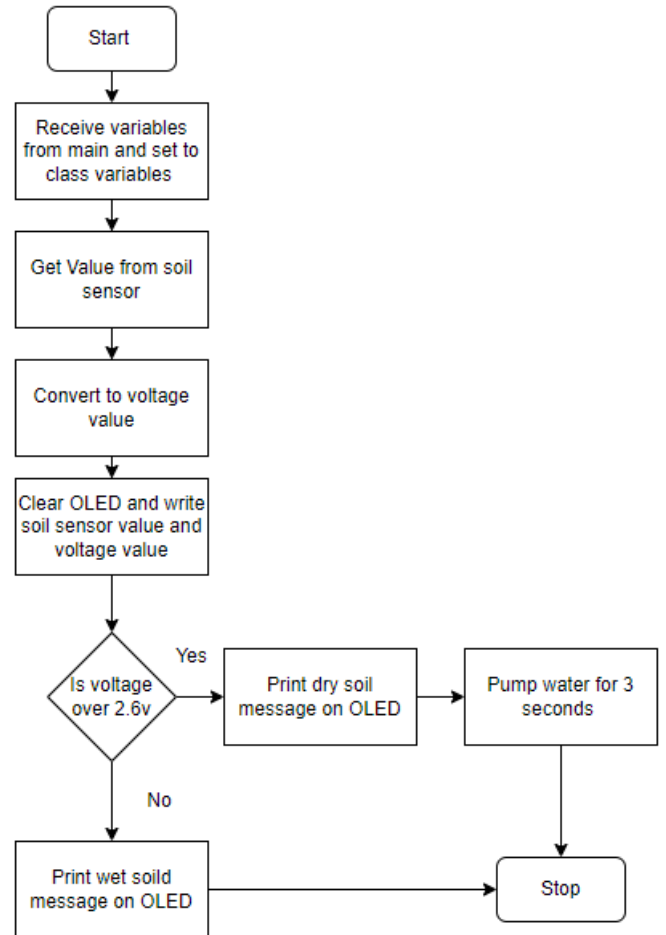 Start
Receive variables
from main and set to
class variables
Get Value from soil
sensor
Convert to voltage
value
Clear OLED and write
soil sensor value and
voltage value
Is voltage
over 2.6v
Yes
Print dry soil
message on OLED
Pump water for 3
seconds
No
Print wet soild
message on OLED
Stop